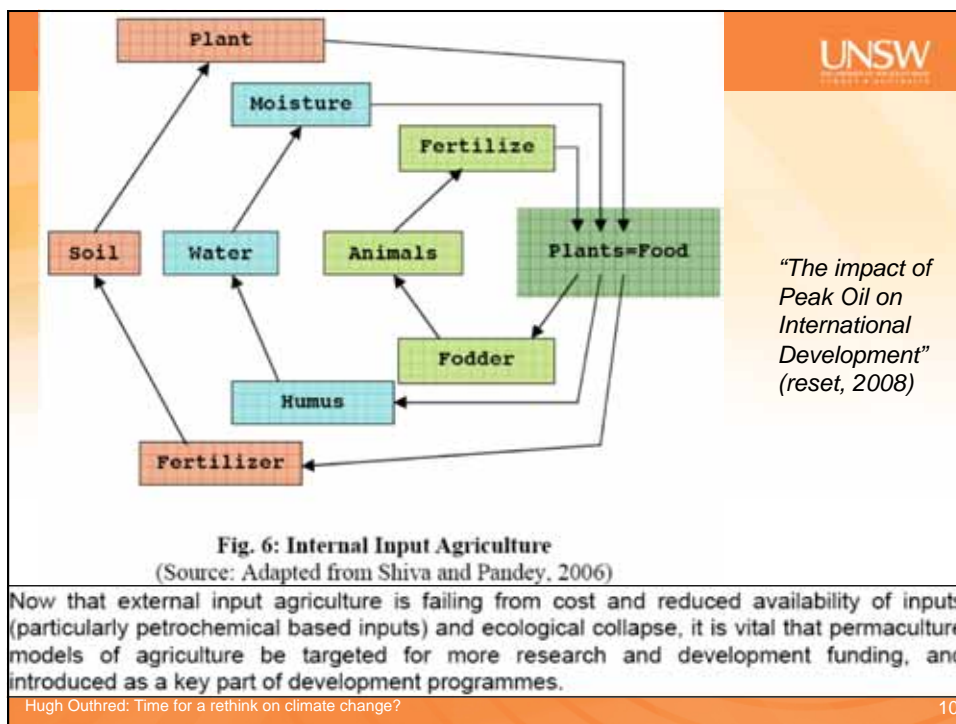 Plant
UNSW
Moisture
Fertilize
Soil
Water
Animals
Plants=Food
Fodder
Humus
Fertilizer
“The impact of
Peak Oil on
International
Development”
(reset, 2008)
Fig. 6: Internal Input Agriculture
(Source: Adapted from Shiva and Pandey, 2006)
Now that external input agriculture is failing from cost and reduced availability of inputs
(particularly petrochemical based inputs) and ecological collapse, it is vital that permaculture
models of agriculture be targeted for more research and development funding, and
introduced as a key part of development programmes.
Hugh Outhred: Time for a rethink on climate change?
10